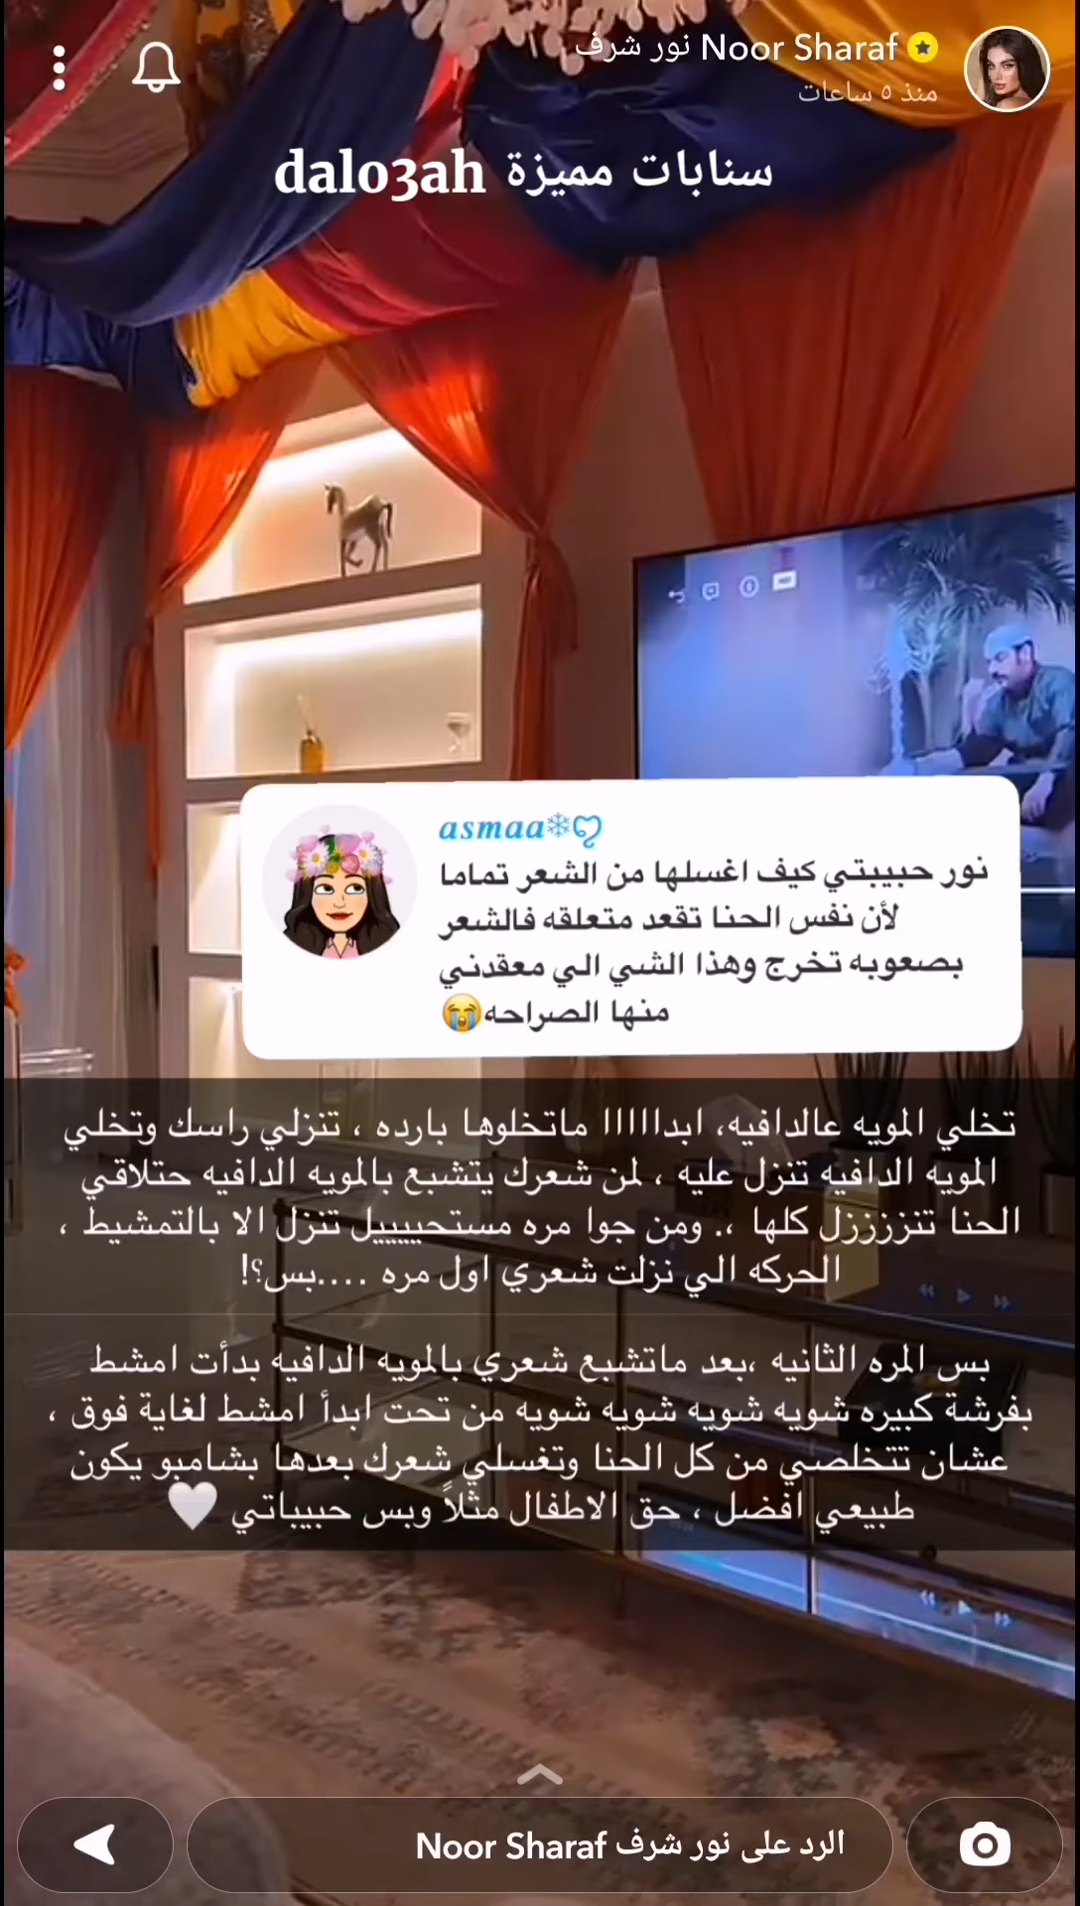 نور شرف Noor Sharaf
منذ ٥ ساعات
سنابات مميزة dalo3ah
asmaa❄ღ
نور حبيبتي كيف اغسلها من الشعر تماما
لأن نفس الحنا تقعد متعلقه فالشعر
بصعوبه تخرج وهذا الشي الي معقدني
منها الصراحه😭
تخلي المويه عالدافيه، ابدااااا ماتخلوها بارده ، تنزلي راسك وتخلي
المويه الدافيه تنزل عليه ، لمن شعرك يتشبع بالمويه الدافيه حتلاقي
الحنا تنزززززل كلها ،. ومن جوا مره مستحيييييل تنزل الا بالتمشيط ،
الحركه الي نزلت شعري اول مره ....بس؟!
بس المره الثانيه ،بعد ماتشبع شعري بالمويه الدافيه بدأت امشط
بفرشة كبيره شويه شويه شويه شويه من تحت ابدأ امشط لغاية فوق ،
عشان تتخلصي من كل الحنا وتغسلي شعرك بعدها بشامبو يكون
طبيعي افضل ، حق الاطفال مثلاً وبس حبيباتي 🤍
الرد على نور شرف Noor Sharaf